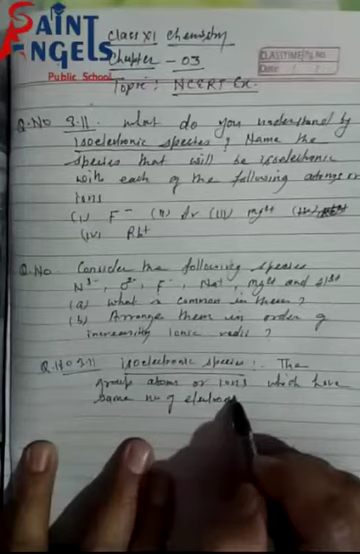 SAINT
ANGELS
Public School
Class XI Chemistry
Chapter - 03
CLASSTIME Pg. No.
Date / /
Topic: NCERT Ex.
Q.No 3.11 What do you understand by
isoelectronic species? Name the
species that will be isoelectronic
with each of the following atoms or
ions
(i) F⁻ (ii) Ar (iii) Mg²⁺
(iv) Rb⁺
Q.No. Consider the following species
N³⁻, O²⁻, F⁻, Na⁺, Mg²⁺ and Al³⁺
(a) What is common in them?
(b) Arrange them in order of
increasing ionic radii?
Q.No 3.11 isoelectronic species: The
group atoms or ions which have
same no of electrons